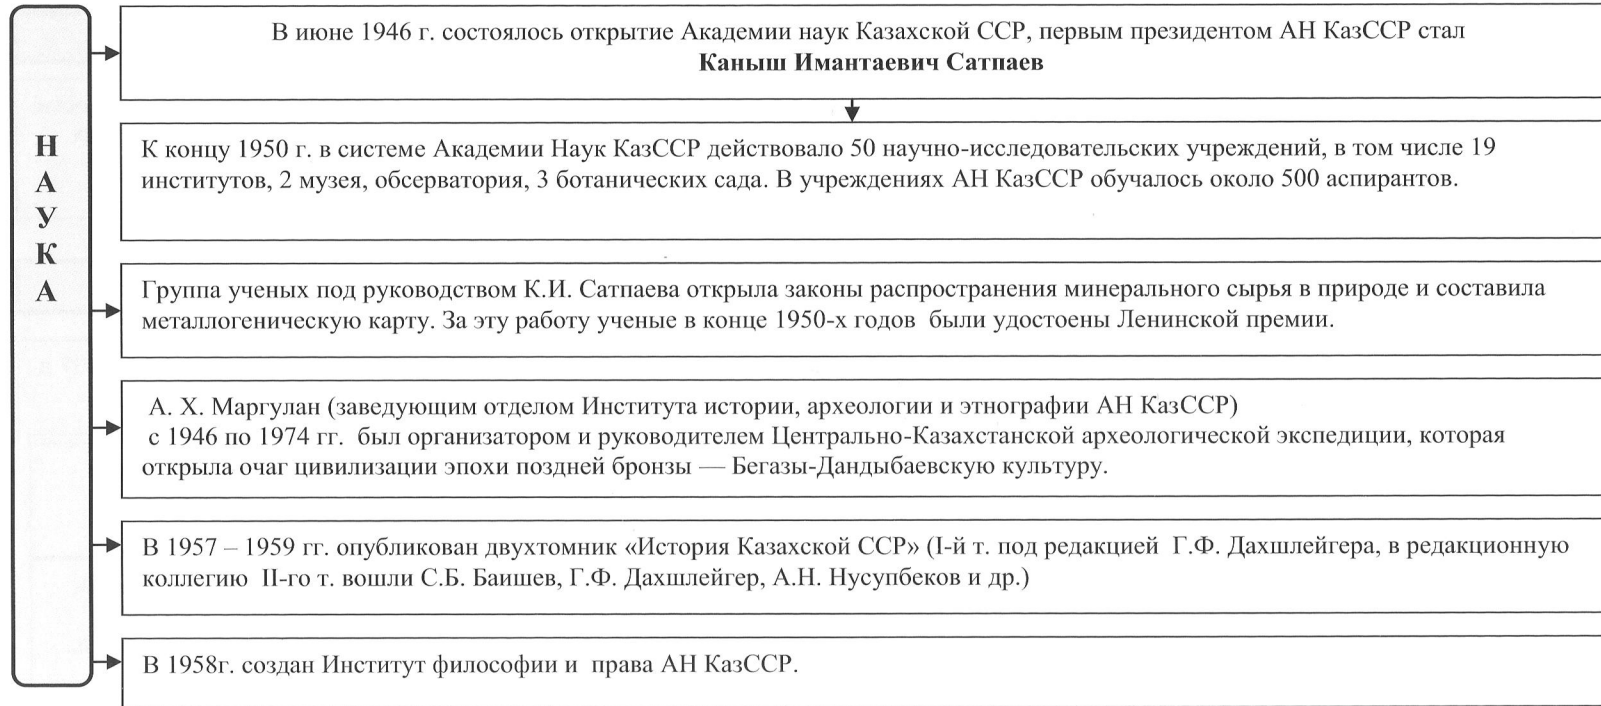 НАУКА
В июне 1946 г. состоялось открытие Академии наук Казахской ССР, первым президентом АН КазССР стал
Каныш Имантаевич Сатпаев
К концу 1950 г. в системе Академии Наук КазССР действовало 50 научно-исследовательских учреждений, в том числе 19
институтов, 2 музея, обсерватория, 3 ботанических сада. В учреждениях АН КазССР обучалось около 500 аспирантов.
Группа ученых под руководством К.И. Сатпаева открыла законы распространения минерального сырья в природе и составила
металлогеническую карту. За эту работу ученые в конце 1950-х годов были удостоены Ленинской премии.
А. Х. Маргулан (заведующим отделом Института истории, археологии и этнографии АН КазССР)
с 1946 по 1974 гг. был организатором и руководителем Центрально-Казахстанской археологической экспедиции, которая
открыла очаг цивилизации эпохи поздней бронзы — Бегазы-Дандыбаевскую культуру.
В 1957 – 1959 гг. опубликован двухтомник «История Казахской ССР» (I-й т. под редакцией Г.Ф. Дахшлейгера, в редакционную
коллегию II-го т. вошли С.Б. Баишев, Г.Ф. Дахшлейгер, А.Н. Нусупбеков и др.)
В 1958г. создан Институт философии и права АН КазССР.